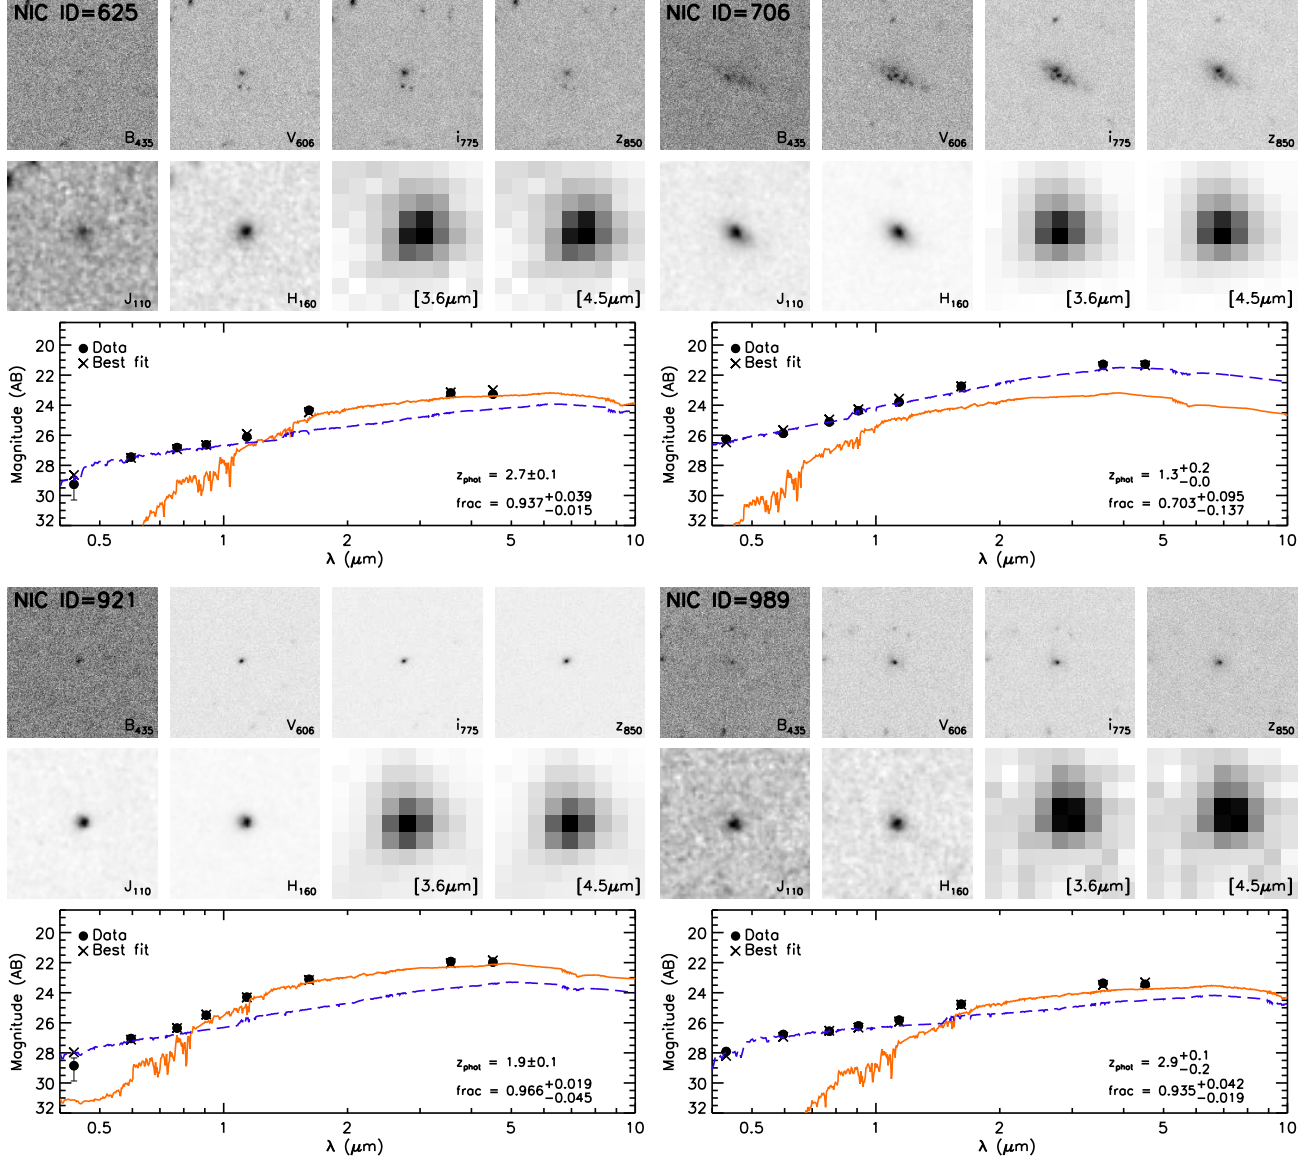 NIC ID=625
B435
V606
i775
z850
J110
H160
[3.6μm]
[4.5μm]
Magnitude (AB)
20
22
24
26
28
30
32
● Data
× Best fit
zphot = 2.7±0.1
frac = 0.937+0.039−0.015
0.5
1
2
5
10
λ (μm)
NIC ID=706
B435
V606
i775
z850
J110
H160
[3.6μm]
[4.5μm]
Magnitude (AB)
20
22
24
26
28
30
32
● Data
× Best fit
zphot = 1.3+0.2−0.0
frac = 0.703+0.095−0.137
0.5
1
2
5
10
λ (μm)
NIC ID=921
B435
V606
i775
z850
J110
H160
[3.6μm]
[4.5μm]
Magnitude (AB)
20
22
24
26
28
30
32
● Data
× Best fit
zphot = 1.9±0.1
frac = 0.966+0.019−0.045
0.5
1
2
5
10
λ (μm)
NIC ID=989
B435
V606
i775
z850
J110
H160
[3.6μm]
[4.5μm]
Magnitude (AB)
20
22
24
26
28
30
32
● Data
× Best fit
zphot = 2.9+0.1−0.2
frac = 0.935+0.042−0.019
0.5
1
2
5
10
λ (μm)